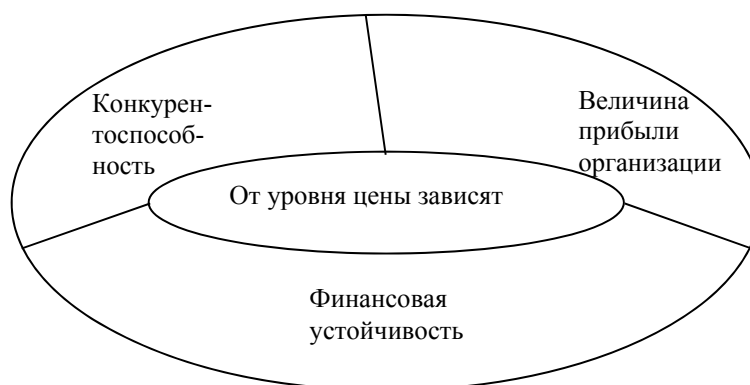 Конкурен-
тоспособ-
ность
Величина
прибыли
организации
От уровня цены зависят
Финансовая
устойчивость